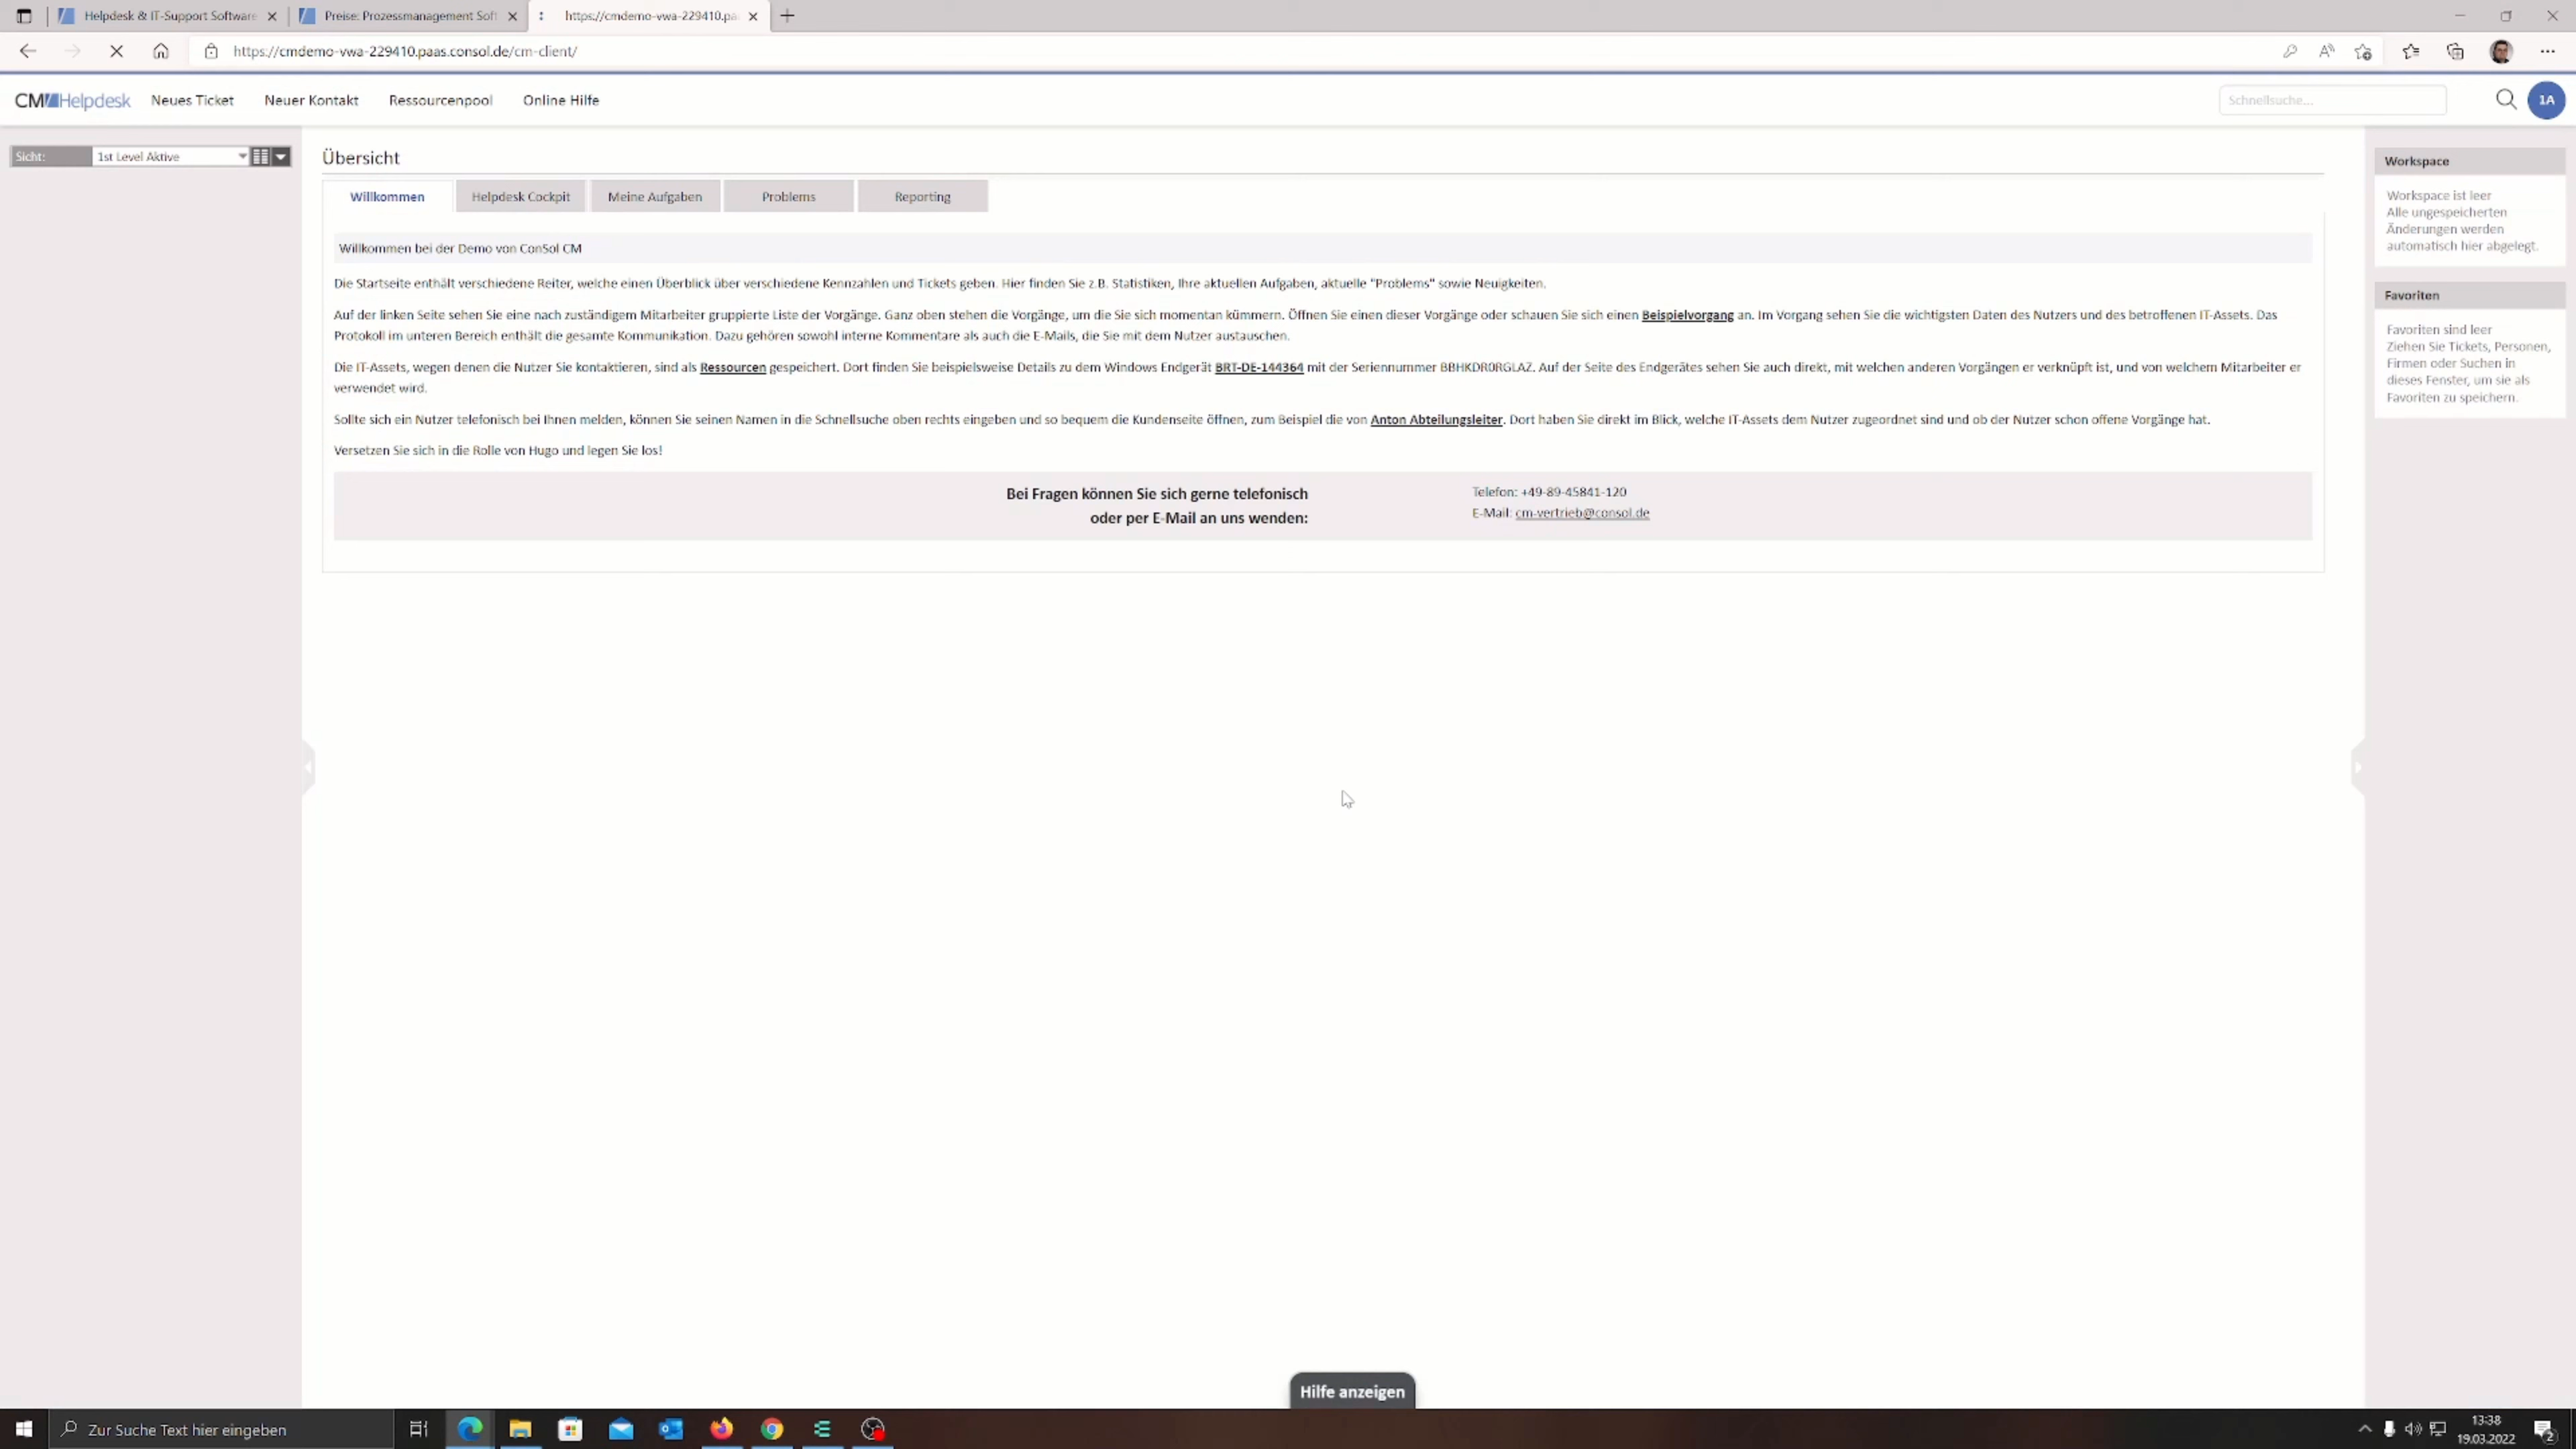 Helpdesk & IT-Support Software
Preise: Prozessmanagement Soft
https://cmdemo-vwa-229410.pa
https://cmdemo-vwa-229410.paas.consol.de/cm-client/
CM Helpdesk Neues Ticket Neuer Kontakt Ressourcenpool Online Hilfe Schnellsuche... 1A
Sicht: 1st Level Aktive
Übersicht
Willkommen Helpdesk Cockpit Meine Aufgaben Problems Reporting
Willkommen bei der Demo von ConSol CM
Die Startseite enthält verschiedene Reiter, welche einen Überblick über verschiedene Kennzahlen und Tickets geben. Hier finden Sie z.B. Statistiken, Ihre aktuellen Aufgaben, aktuelle "Problems" sowie Neuigkeiten.
Auf der linken Seite sehen Sie eine nach zuständigem Mitarbeiter gruppierte Liste der Vorgänge. Ganz oben stehen die Vorgänge, um die Sie sich momentan kümmern. Öffnen Sie einen dieser Vorgänge oder schauen Sie sich einen Beispielvorgang an. Im Vorgang sehen Sie die wichtigsten Daten des Nutzers und des betroffenen IT-Assets. Das
Protokoll im unteren Bereich enthält die gesamte Kommunikation. Dazu gehören sowohl interne Kommentare als auch die E-Mails, die Sie mit dem Nutzer austauschen.
Die IT-Assets, wegen denen die Nutzer Sie kontaktieren, sind als Ressourcen gespeichert. Dort finden Sie beispielsweise Details zu dem Windows Endgerät BRT-DE-144364 mit der Seriennummer BBHKDR0RGLAZ. Auf der Seite des Endgerätes sehen Sie auch direkt, mit welchen anderen Vorgängen er verknüpft ist, und von welchem Mitarbeiter er
verwendet wird.
Sollte sich ein Nutzer telefonisch bei Ihnen melden, können Sie seinen Namen in die Schnellsuche oben rechts eingeben und so bequem die Kundenseite öffnen, zum Beispiel die von Anton Abteilungsleiter. Dort haben Sie direkt im Blick, welche IT-Assets dem Nutzer zugeordnet sind und ob der Nutzer schon offene Vorgänge hat.
Versetzen Sie sich in die Rolle von Hugo und legen Sie los!
Bei Fragen können Sie sich gerne telefonisch
oder per E-Mail an uns wenden:
Telefon: +49-89-45841-120
E-Mail: cm-vertrieb@consol.de
Workspace
Workspace ist leer
Alle ungespeicherten
Änderungen werden
automatisch hier abgelegt.
Favoriten
Favoriten sind leer
Ziehen Sie Tickets, Personen,
Firmen oder Suchen in
dieses Fenster, um sie als
Favoriten zu speichern.
Hilfe anzeigen
Zur Suche Text hier eingeben
13:38
19.03.2022
2